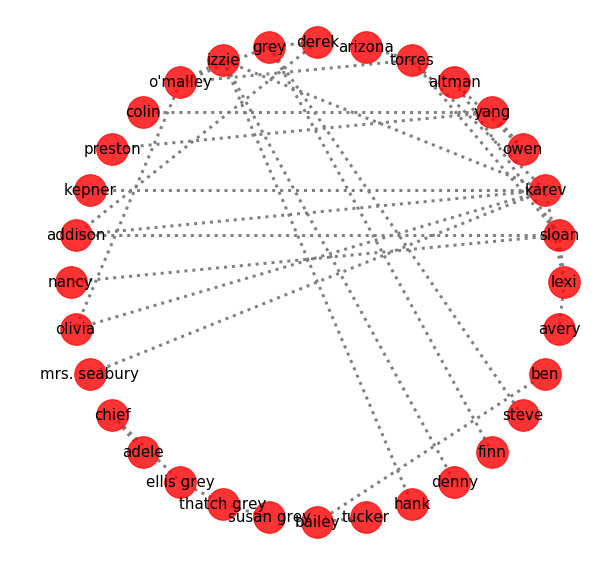 derek
grey
arizona
izzie
torres
o'malley
altman
colin
yang
preston
owen
kepner
karev
addison
sloan
nancy
lexi
olivia
avery
mrs. seabury
ben
chief
steve
adele
finn
ellis grey
denny
thatch grey
hank
susan grey
bailey
tucker